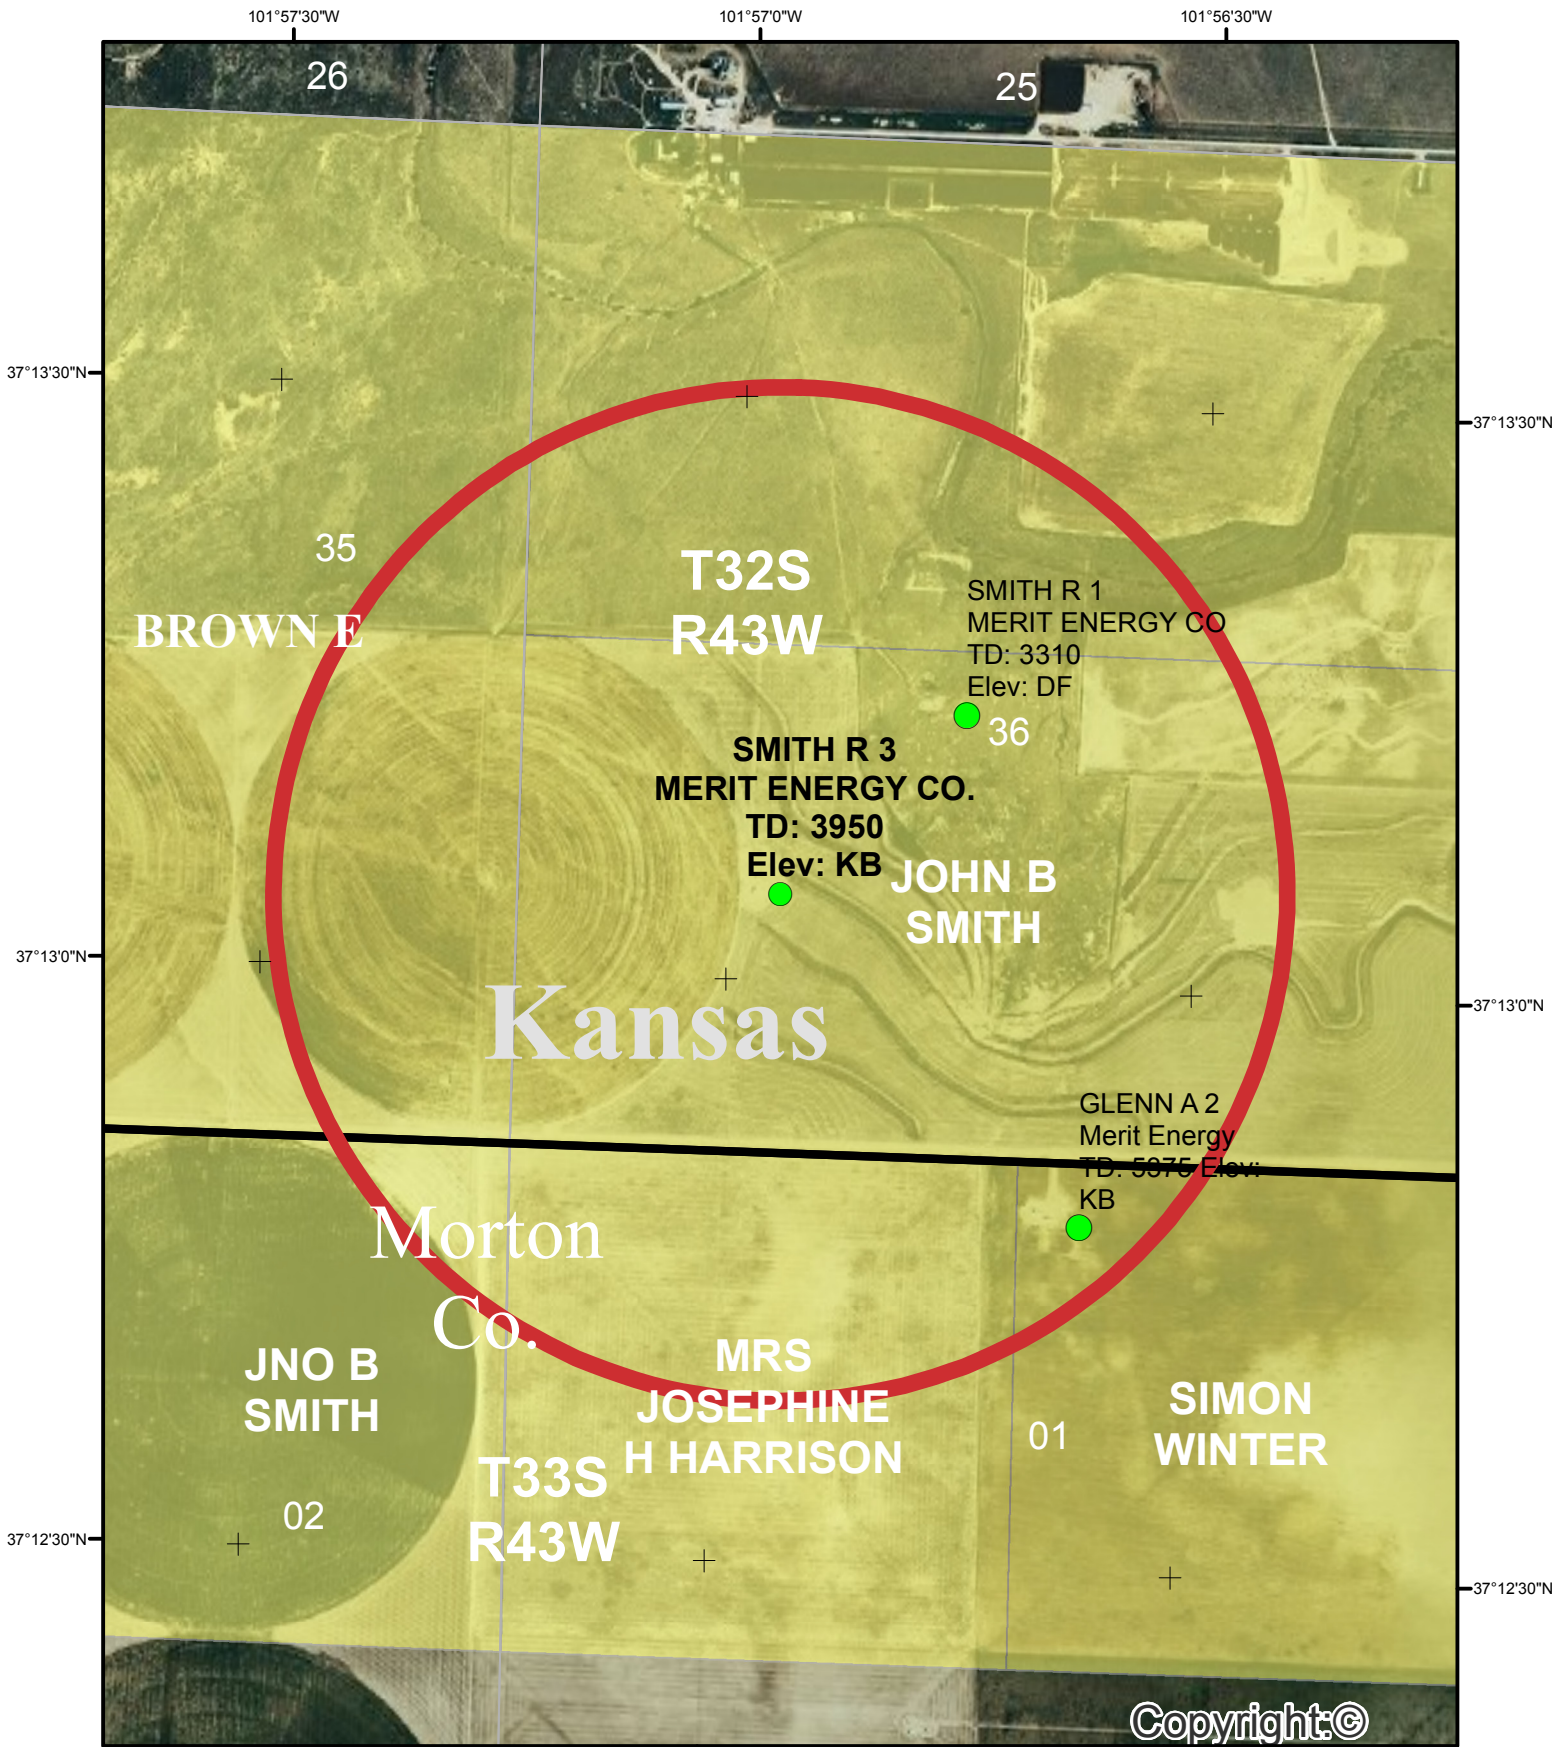 101°57'30"W
101°57'0"W
101°56'30"W
26
25
37°13'30"N
37°13'30"N
35
BROWN E
T32S
R43W
SMITH R 1
MERIT ENERGY CO
TD: 3310
Elev: DF
36
SMITH R 3
MERIT ENERGY CO.
TD: 3950
Elev: KB
JOHN B
SMITH
37°13'0"N
37°13'0"N
Kansas
GLENN A 2
Merit Energy
TD: 5375 Elev:
KB
Morton
Co.
JNO B
SMITH
MRS
JOSEPHINE
H HARRISON
SIMON
WINTER
01
T33S
R43W
02
37°12'30"N
37°12'30"N
Copyright:©